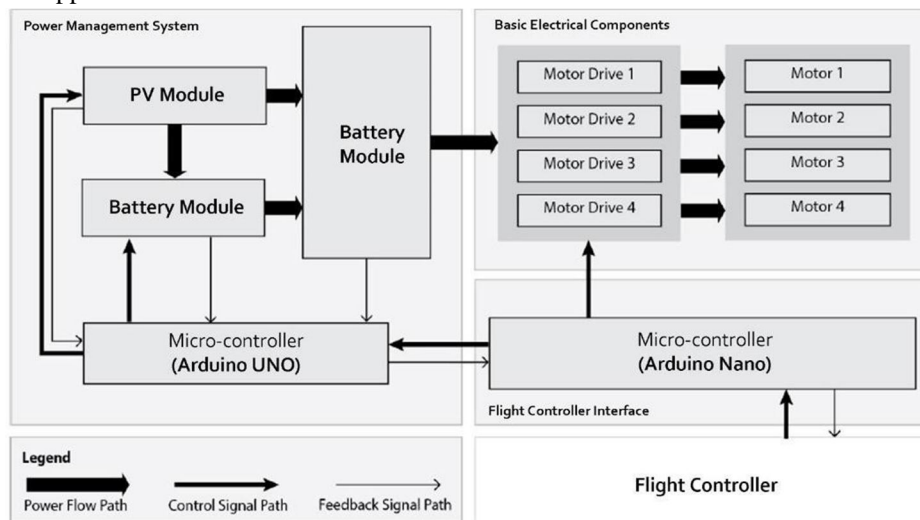 Power Management System
PV Module
Battery Module
Battery
Module
Micro-controller
(Arduino UNO)
Basic Electrical Components
Motor Drive 1
Motor 1
Motor Drive 2
Motor 2
Motor Drive 3
Motor 3
Motor Drive 4
Motor 4
Micro-controller
(Arduino Nano)
Flight Controller Interface
Legend
Power Flow Path
Control Signal Path
Feedback Signal Path
Flight Controller